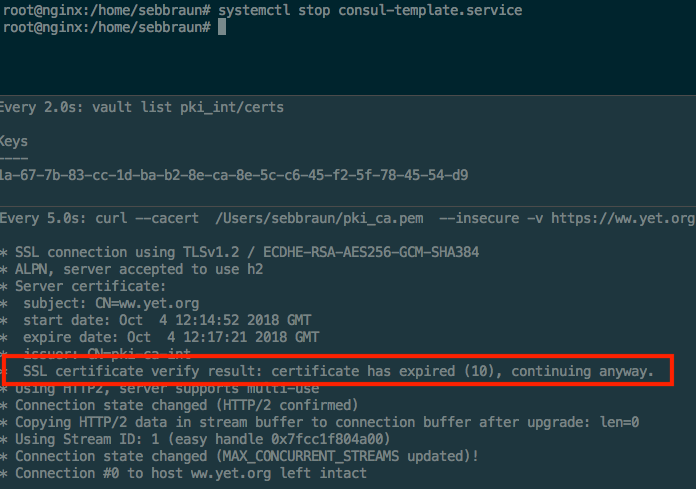 root@nginx:/home/sebbraun# systemctl stop consul-template.service
root@nginx:/home/sebbraun#
Every 2.0s: vault list pki_int/certs
Keys
----
1a-67-7b-83-cc-1d-ba-b2-8e-ca-8e-5c-c6-45-f2-5f-78-45-54-d9
Every 5.0s: curl --cacert  /Users/sebbraun/pki_ca.pem  --insecure -v https://ww.yet.org
* SSL connection using TLSv1.2 / ECDHE-RSA-AES256-GCM-SHA384
* ALPN, server accepted to use h2
* Server certificate:
*  subject: CN=ww.yet.org
*  start date: Oct  4 12:14:52 2018 GMT
*  expire date: Oct  4 12:17:21 2018 GMT
*  issuer: CN=pki-ca-int
*  SSL certificate verify result: certificate has expired (10), continuing anyway.
* Using HTTP2, server supports multi-use
* Connection state changed (HTTP/2 confirmed)
* Copying HTTP/2 data in stream buffer to connection buffer after upgrade: len=0
* Using Stream ID: 1 (easy handle 0x7fcc1f804a00)
* Connection state changed (MAX_CONCURRENT_STREAMS updated)!
* Connection #0 to host ww.yet.org left intact